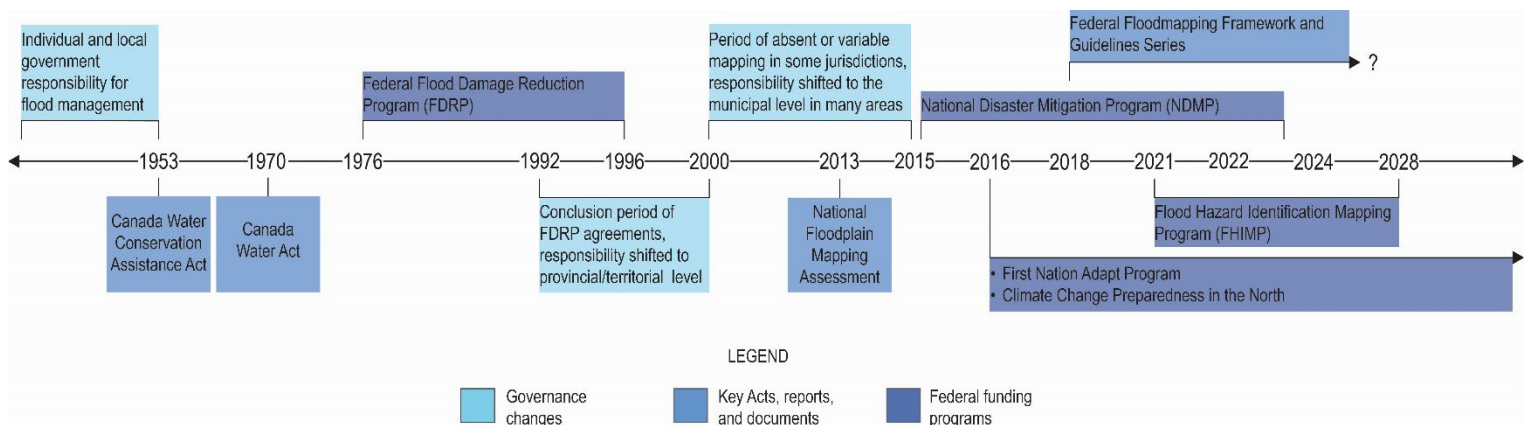 Individual and local
government
responsibility for
flood management
Federal Flood Damage Reduction
Program (FDRP)
Period of absent or variable
mapping in some jurisdictions,
responsibility shifted to the
municipal level in many areas
Federal Floodmapping Framework and
Guidelines Series
?
National Disaster Mitigation Program (NDMP)
1953 1970 1976 1992 1996 2000 2013 2015 2016 2018 2021 2022 2024 2028
Canada Water
Conservation
Assistance Act
Canada
Water Act
Conclusion period of
FDRP agreements,
responsibility shifted to
provincial/territorial level
National
Floodplain
Mapping
Assessment
Flood Hazard Identification Mapping
Program (FHIMP)
• First Nation Adapt Program
• Climate Change Preparedness in the North
LEGEND
Governance
changes
Key Acts, reports,
and documents
Federal funding
programs